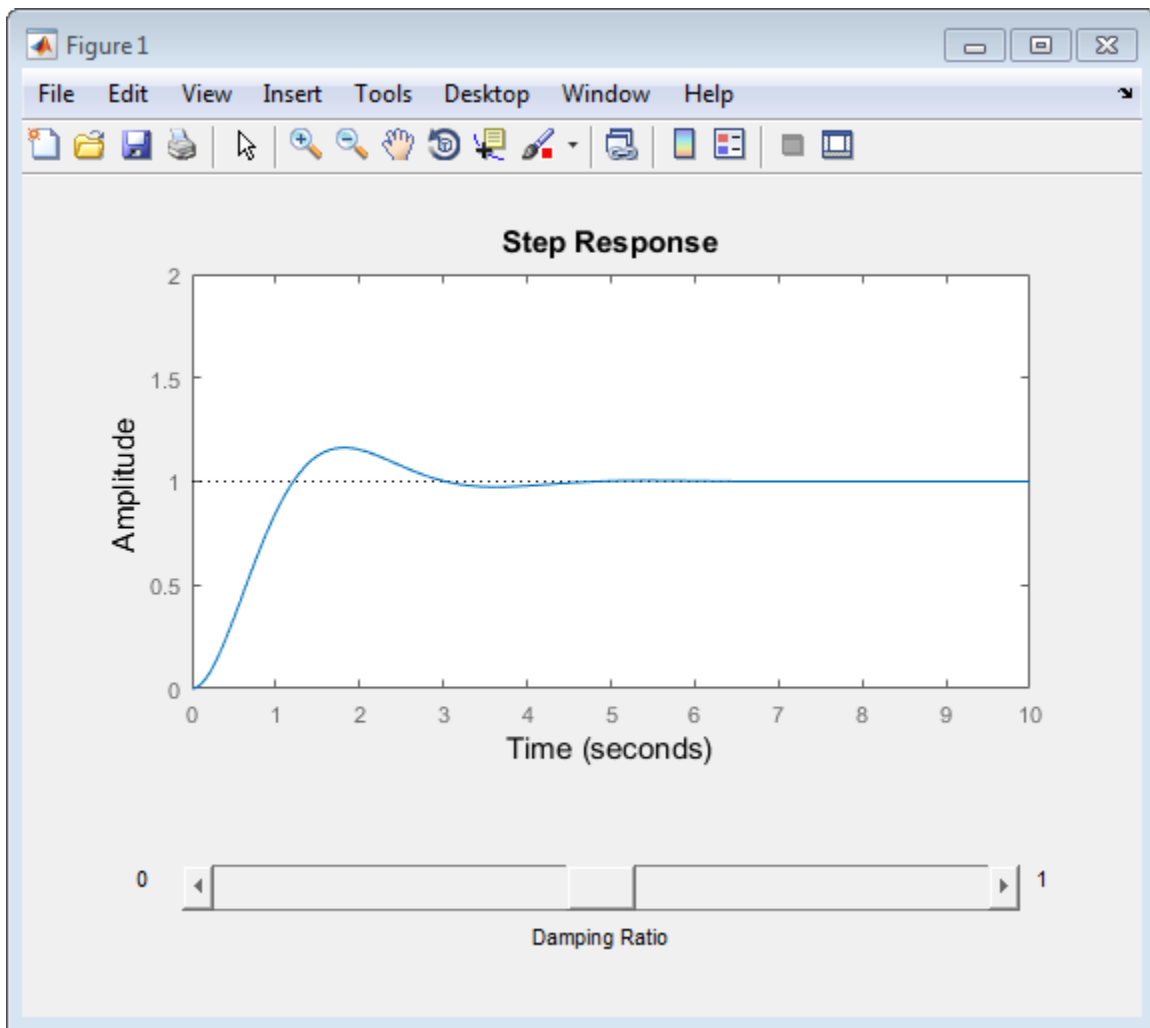 Figure 1
File Edit View Insert Tools Desktop Window Help
Step Response
2
1.5
1
0.5
0
Amplitude
0 1 2 3 4 5 6 7 8 9 10
Time (seconds)
0 1
Damping Ratio